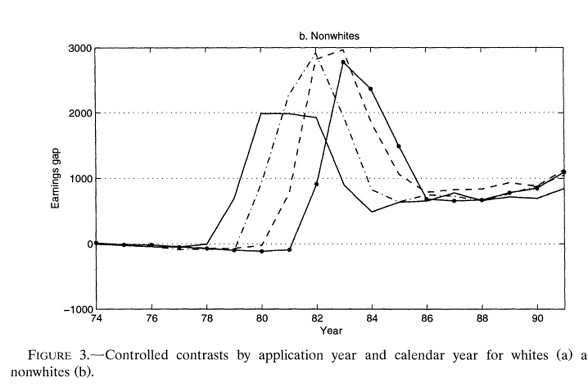 b. Nonwhites
3000
2000
1000
0
−1000
Earnings gap
74 76 78 80 82 84 86 88 90
Year
FIGURE 3.—Controlled contrasts by application year and calendar year for whites (a) a
nonwhites (b).